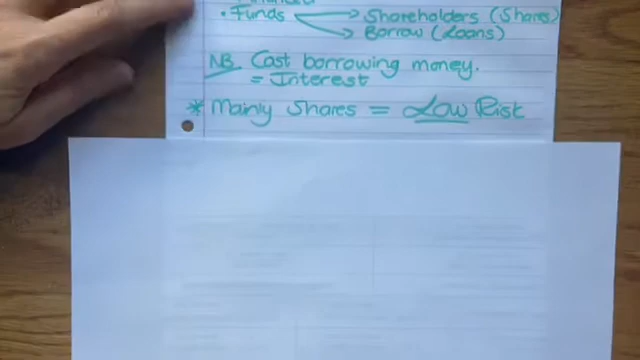 • Funds → Shareholders (Shares)
→ Borrow (Loans)
NB. Cost borrowing money.
= Interest
* Mainly Shares = Low Risk